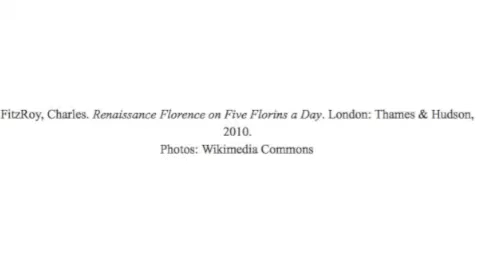 FitzRoy, Charles. Renaissance Florence on Five Florins a Day. London: Thames & Hudson,
2010.
Photos: Wikimedia Commons